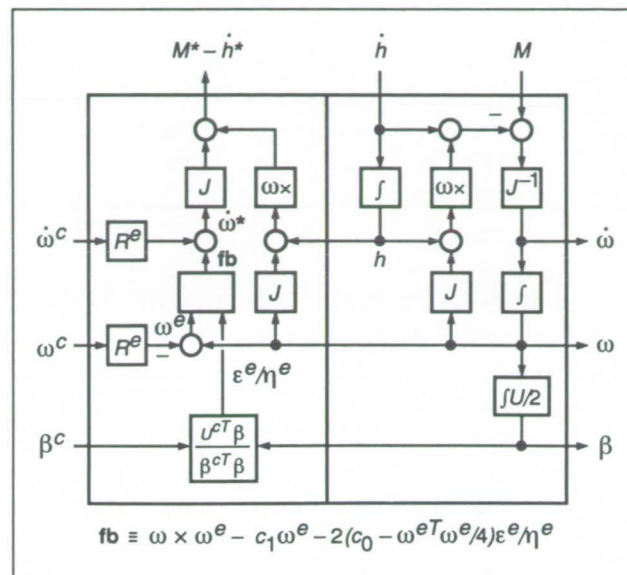 M* − ḣ* ḣ M
−
J ω× ∫ ω× J⁻¹
ω̇ᶜ Rᵉ ω̇* ω̇
fb h
J J ∫
ωᵉ
ωᶜ Rᵉ − ω
εᵉ/ηᵉ
∫U/2
βᶜ UᶜᵀΒ/βᶜᵀβ β
fb ≡ ω × ωᵉ − c₁ωᵉ − 2(c₀ − ωᵉᵀωᵉ/4)εᵉ/ηᵉ